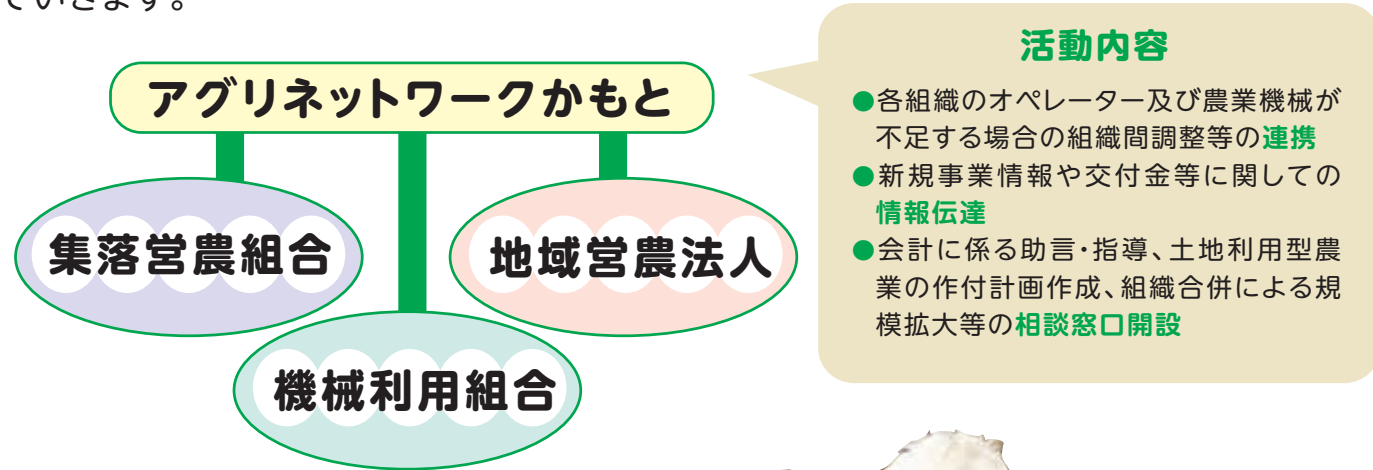 ていきます。
アグリネットワークかもと
集落営農組合
地域営農法人
機械利用組合
活動内容
●各組織のオペレーター及び農業機械が
不足する場合の組織間調整等の連携
●新規事業情報や交付金等に関しての
情報伝達
●会計に係る助言・指導、土地利用型農
業の作付計画作成、組織合併による規
模拡大等の相談窓口開設